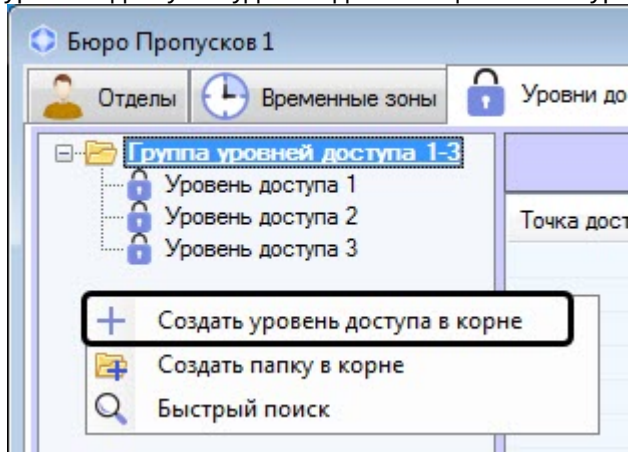 Бюро Пропусков 1
Отделы
Временные зоны
Уровни до
Группа уровней доступа 1-3
Уровень доступа 1
Уровень доступа 2
Уровень доступа 3
Точка дост
Создать уровень доступа в корне
Создать папку в корне
Быстрый поиск